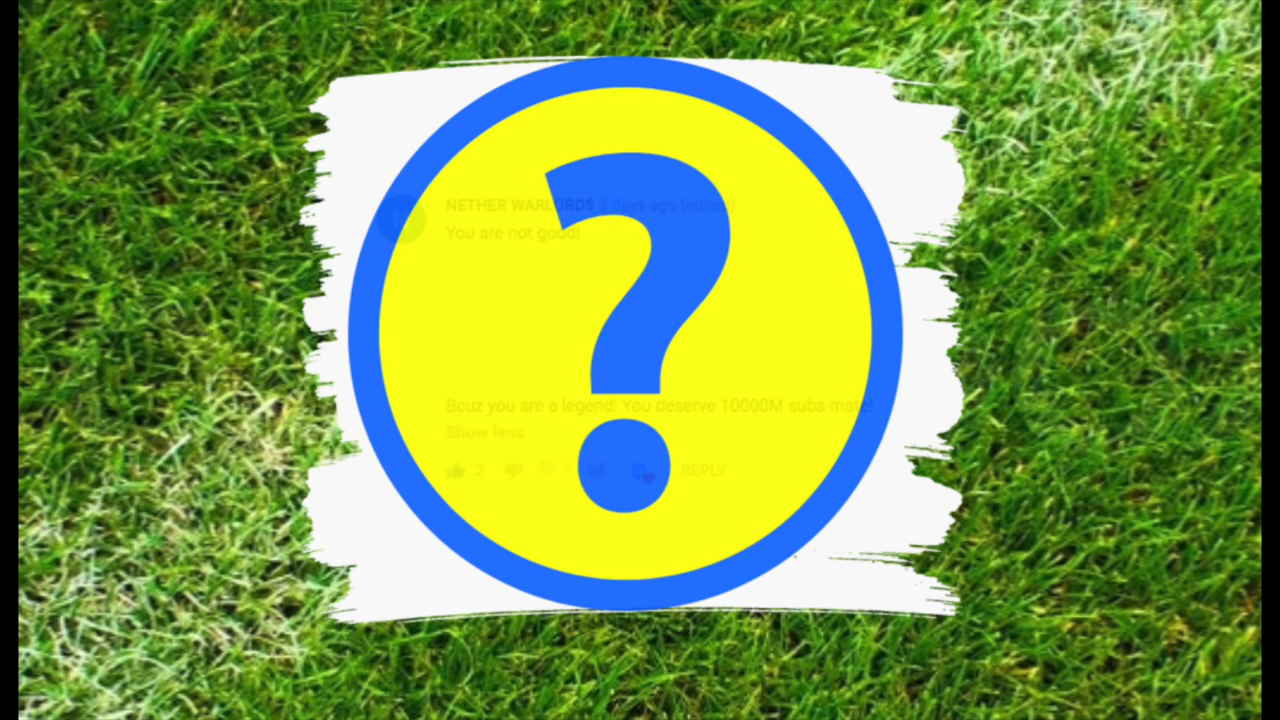 ?
NETHER WARLORDS 3 days ago (edited)
You are not good!
Bcuz you are a legend! You deserve 10000M subs mate!
Show less
2 REPLY